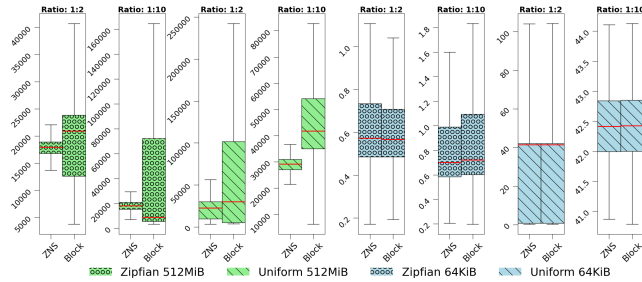 Ratio: 1:2
Ratio: 1:10
Ratio: 1:2
Ratio: 1:10
Ratio: 1:2
Ratio: 1:10
Ratio: 1:2
Ratio: 1:10
40000
35000
30000
25000
20000
15000
10000
5000
160000
140000
120000
100000
80000
60000
40000
20000
0
250000
200000
150000
100000
50000
0
80000
70000
60000
50000
40000
30000
20000
10000
1.0
0.8
0.6
0.4
0.2
1.8
1.6
1.4
1.2
1.0
0.8
0.6
0.4
0.2
100
80
60
40
20
0
44.0
43.5
43.0
42.5
42.0
41.5
41.0
ZNS Block
ZNS Block
ZNS Block
ZNS Block
ZNS Block
ZNS Block
ZNS Block
ZNS Block
Zipfian 512MiB
Uniform 512MiB
Zipfian 64KiB
Uniform 64KiB